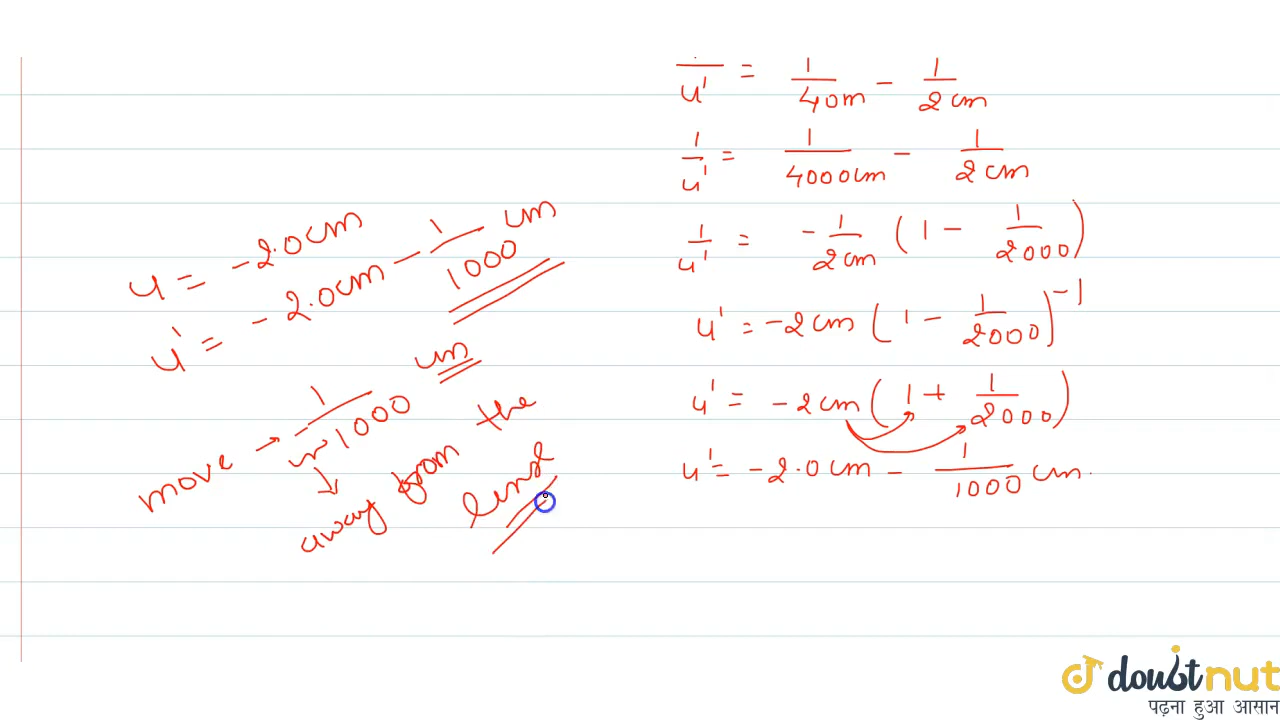 u = -2.0cm
u' = -2.0cm - 1/1000 cm
move → -1/1000 cm
away from the
lens
/u' = 1/40m - 1/2cm
1/u' = 1/4000cm - 1/2cm
1/u' = -1/2cm (1 - 1/2000)
u' = -2cm (1 - 1/2000)^-1
u' = -2cm (1 + 1/2000)
u' = -2.0cm - 1/1000 cm.
doubtnut
पढ़ना हुआ आसान